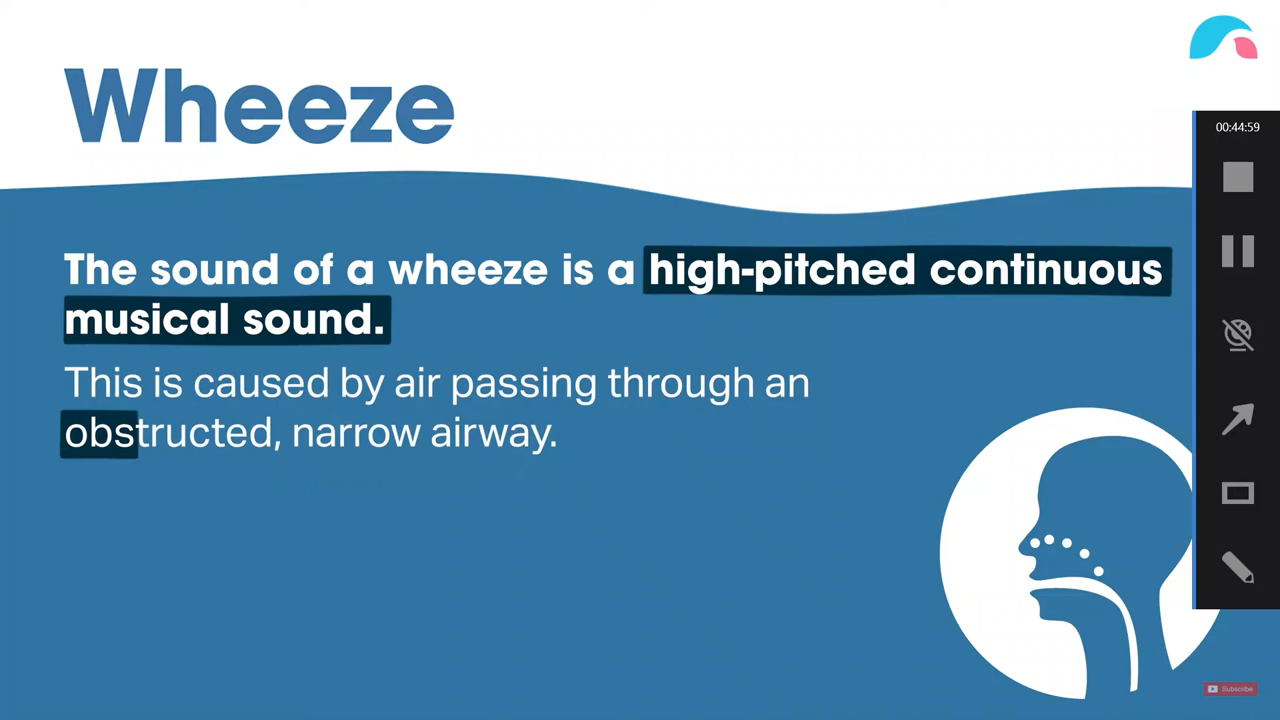 Wheeze
00:44:59
The sound of a wheeze is a high-pitched continuous
musical sound.
This is caused by air passing through an
obstructed, narrow airway.
Subscribe